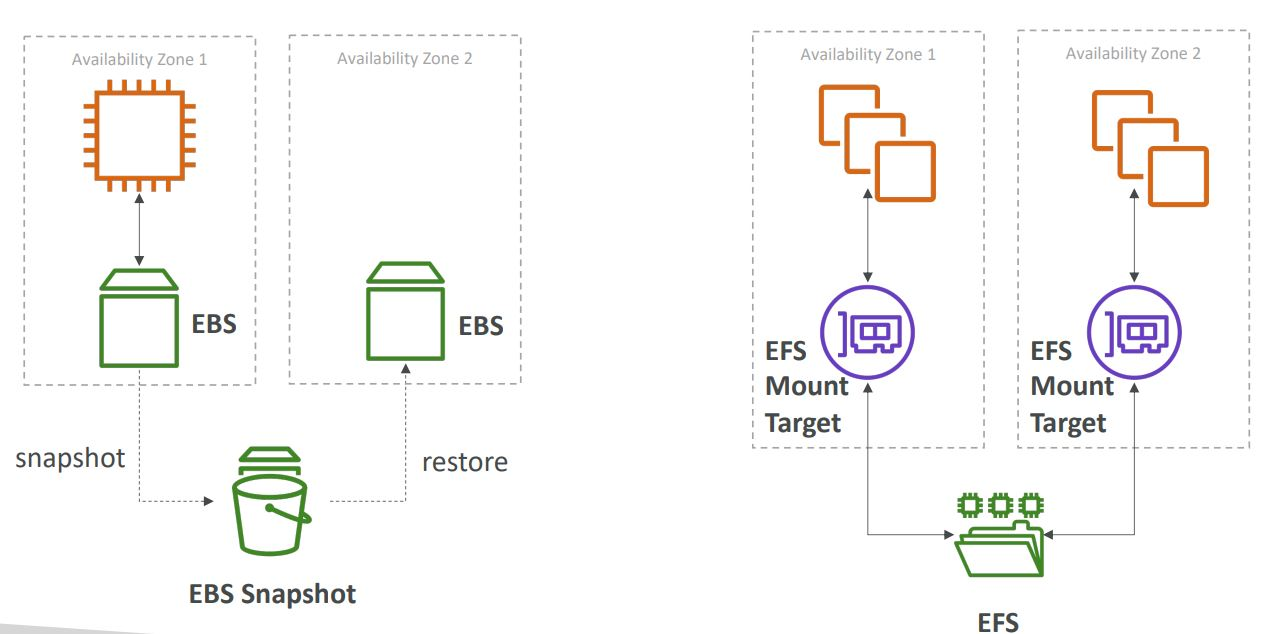 Availability Zone 1
Availability Zone 2
EBS
EBS
snapshot
restore
EBS Snapshot
Availability Zone 1
Availability Zone 2
EFS
Mount
Target
EFS
Mount
Target
EFS